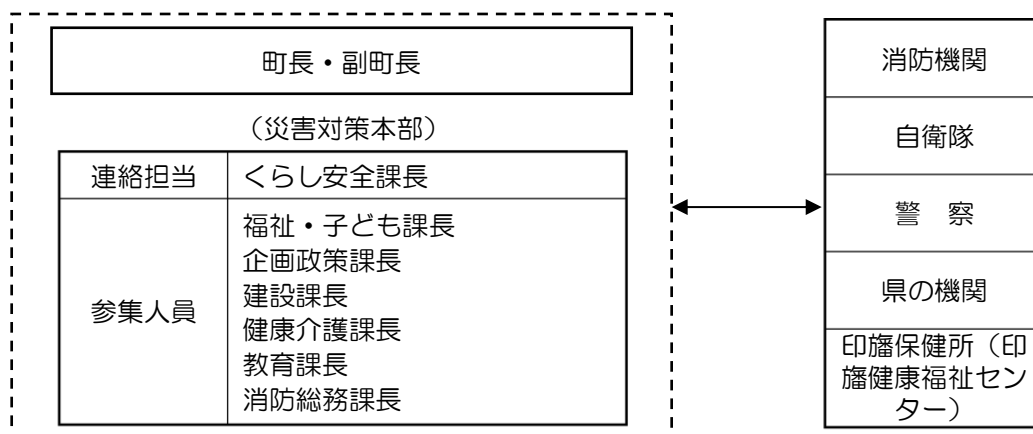 町長・副町長
（災害対策本部）
連絡担当
くらし安全課長
参集人員
福祉・子ども課長
企画政策課長
建設課長
健康介護課長
教育課長
消防総務課長
消防機関
自衛隊
警　察
県の機関
印旛保健所（印
旛健康福祉セン
ター）